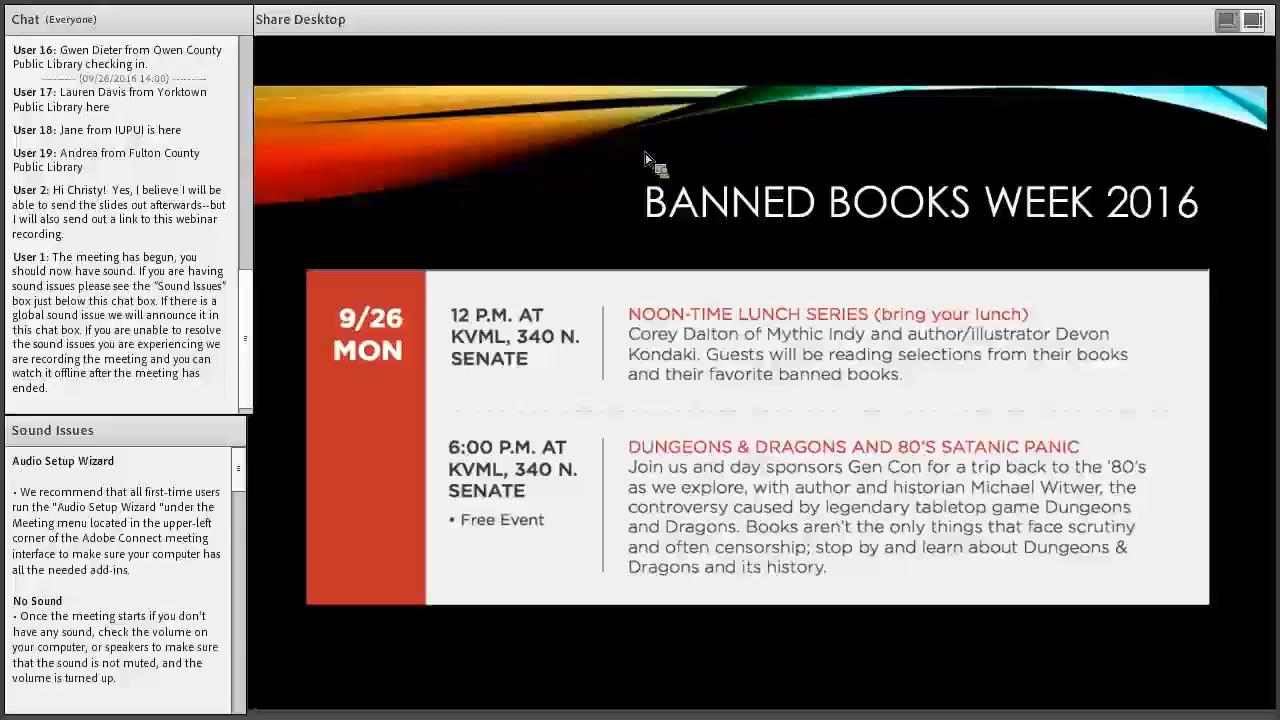 Chat (Everyone)
User 16: Gwen Dieter from Owen County
Public Library checking in.
---------- (09/26/2016 14:00) ---------
User 17: Lauren Davis from Yorktown
Public Library here
User 18: Jane from IUPUI is here
User 19: Andrea from Fulton County
Public Library
User 2: Hi Christy! Yes, I believe I will be
able to send the slides out afterwards--but
I will also send out a link to this webinar
recording.
User 1: The meeting has begun, you
should now have sound. If you are having
sound issues please see the "Sound Issues"
box just below this chat box. If there is a
global sound issue we will announce it in
this chat box. If you are unable to resolve
the sound issues you are experiencing we
are recording the meeting and you can
watch it offline after the meeting has
ended.
Sound Issues
Audio Setup Wizard
• We recommend that all first-time users
run the "Audio Setup Wizard "under the
Meeting menu located in the upper-left
corner of the Adobe Connect meeting
interface to make sure your computer has
all the needed add-ins.
No Sound
• Once the meeting starts if you don't
have any sound, check the volume on
your computer, or speakers to make sure
that the sound is not muted, and the
volume is turned up.
Share Desktop
BANNED BOOKS WEEK 2016
9/26
MON
12 P.M. AT
KVML, 340 N.
SENATE
NOON-TIME LUNCH SERIES (bring your lunch)
Corey Dalton of Mythic Indy and author/illustrator Devon
Kondaki. Guests will be reading selections from their books
and their favorite banned books.
6:00 P.M. AT
KVML, 340 N.
SENATE
• Free Event
DUNGEONS & DRAGONS AND 80'S SATANIC PANIC
Join us and day sponsors Gen Con for a trip back to the '80's
as we explore, with author and historian Michael Witwer, the
controversy caused by legendary tabletop game Dungeons
and Dragons. Books aren't the only things that face scrutiny
and often censorship; stop by and learn about Dungeons &
Dragons and its history.